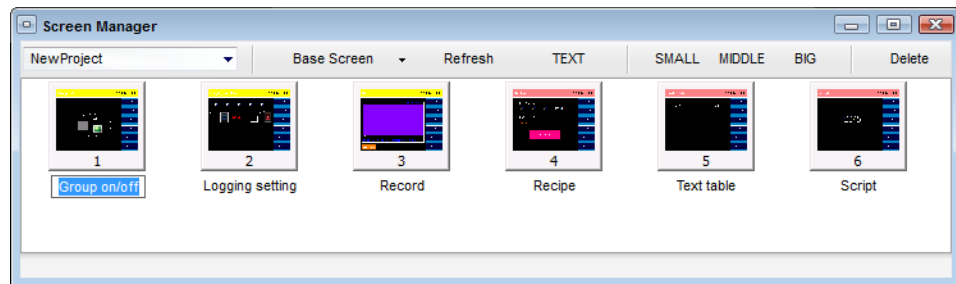 Screen Manager
NewProject Base Screen Refresh TEXT SMALL MIDDLE BIG Delete
1 2 3 4 5 6
Group on/off Logging setting Record Recipe Text table Script